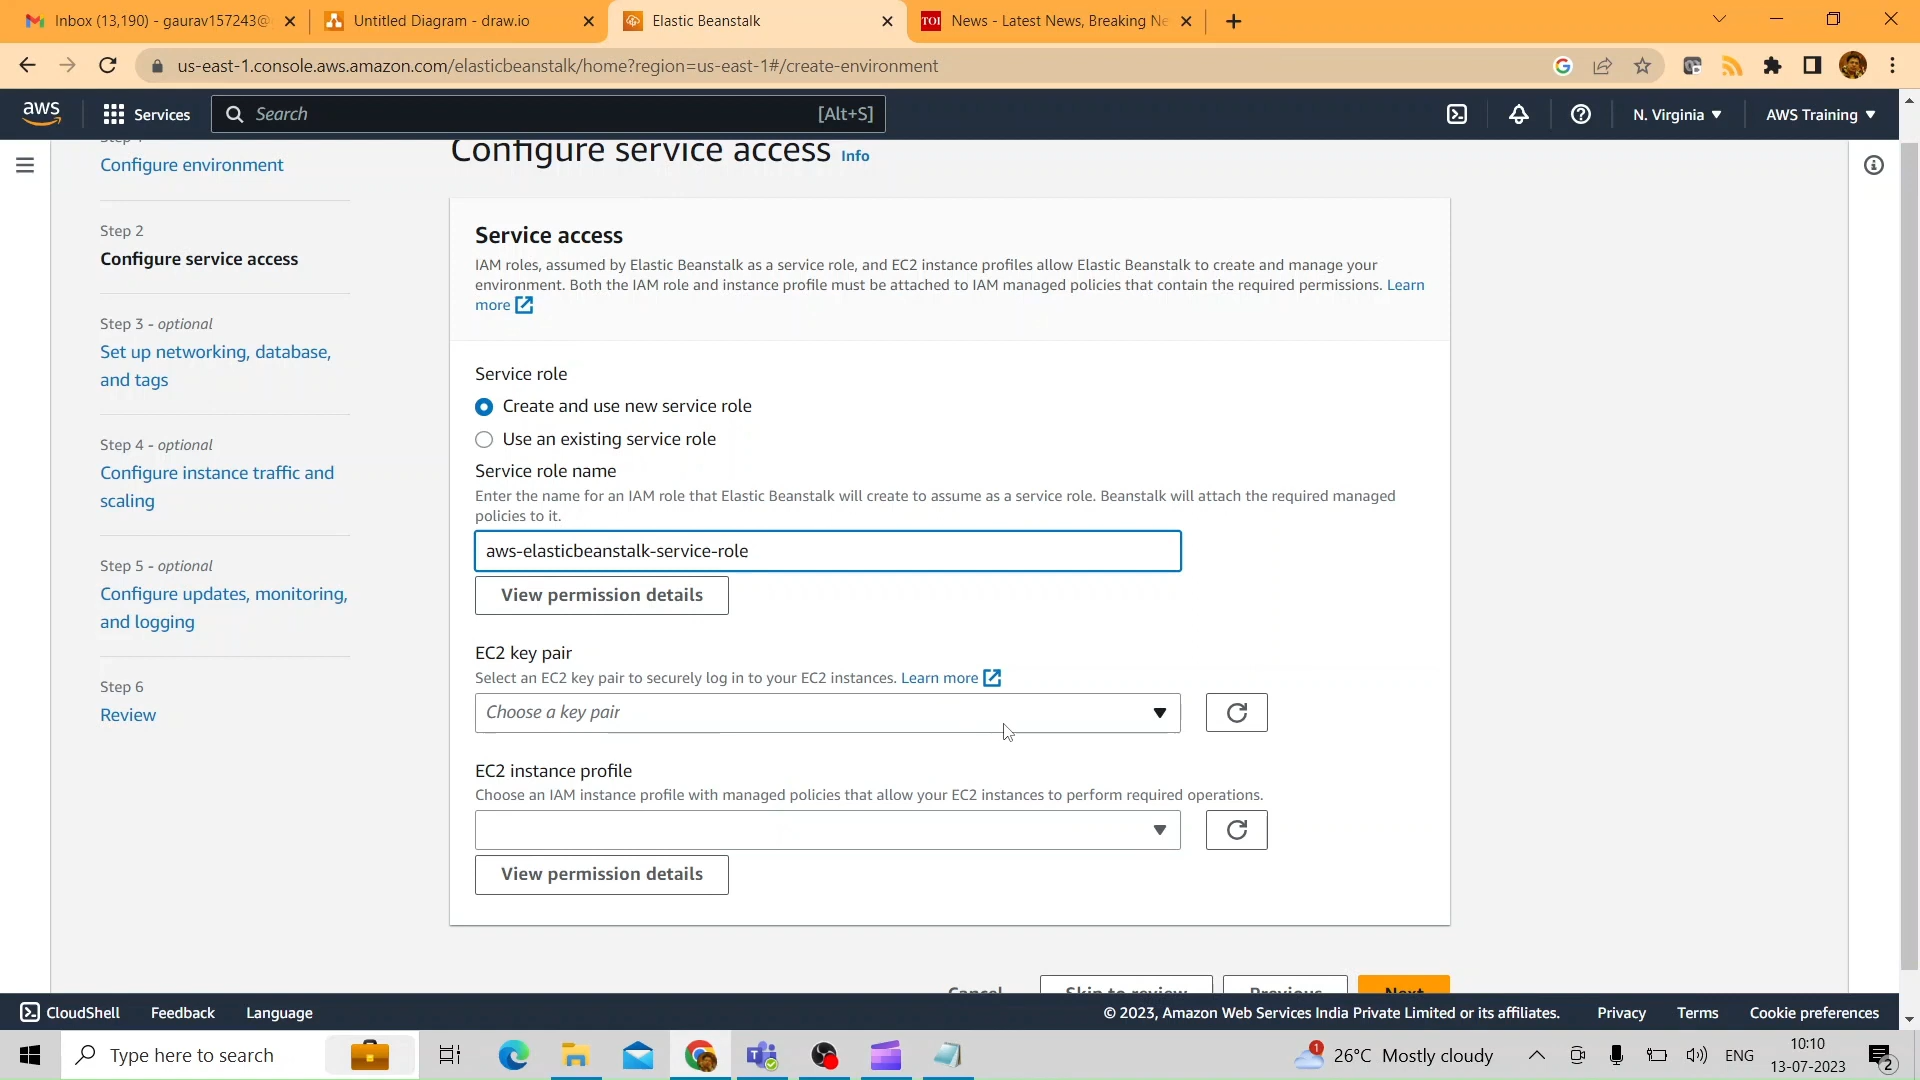 Inbox (13,190) - gaurav157243@
Untitled Diagram - draw.io
Elastic Beanstalk
TOI
News - Latest News, Breaking Ne
us-east-1.console.aws.amazon.com/elasticbeanstalk/home?region=us-east-1#/create-environment
aws
Services
Search
[Alt+S]
N. Virginia
AWS Training
Configure environment
Step 2
Configure service access
Step 3 - optional
Set up networking, database,
and tags
Step 4 - optional
Configure instance traffic and
scaling
Step 5 - optional
Configure updates, monitoring,
and logging
Step 6
Review
Configure service access Info
Service access
IAM roles, assumed by Elastic Beanstalk as a service role, and EC2 instance profiles allow Elastic Beanstalk to create and manage your
environment. Both the IAM role and instance profile must be attached to IAM managed policies that contain the required permissions. Learn
more
Service role
Create and use new service role
Use an existing service role
Service role name
Enter the name for an IAM role that Elastic Beanstalk will create to assume as a service role. Beanstalk will attach the required managed
policies to it.
aws-elasticbeanstalk-service-role
View permission details
EC2 key pair
Select an EC2 key pair to securely log in to your EC2 instances. Learn more
Choose a key pair
EC2 instance profile
Choose an IAM instance profile with managed policies that allow your EC2 instances to perform required operations.
View permission details
Cancel
Skip to review
Previous
Next
CloudShell
Feedback
Language
© 2023, Amazon Web Services India Private Limited or its affiliates.
Privacy
Terms
Cookie preferences
Type here to search
1
26°C Mostly cloudy
ENG
10:10
13-07-2023
2